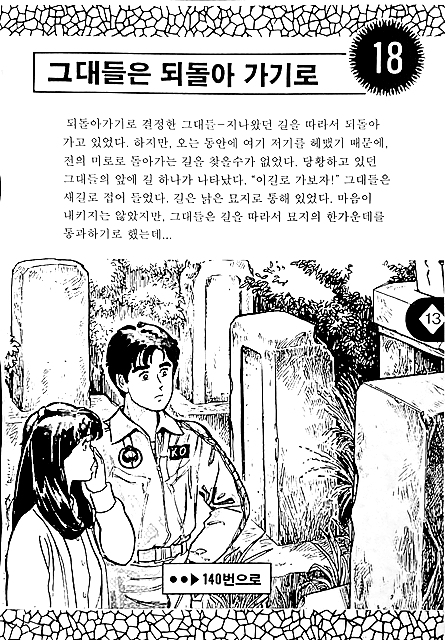 18
그대들은 되돌아 가기로
되돌아가기로 결정한 그대들-지나왔던 길을 따라서 되돌아
가고 있었다. 하지만, 오는 동안에 여기 저기를 헤맸기 때문에,
전의 미로로 돌아가는 길을 찾을수가 없었다. 당황하고 있던
그대들의 앞에 길 하나가 나타났다. "이길로 가보자!" 그대들은
새길로 접어 들었다. 길은 낡은 묘지로 통해 있었다. 마음이
내키지는 않았지만, 그대들은 길을 따라서 묘지의 한가운데를
통과하기로 했는데...
13
KO
●●▶140번으로